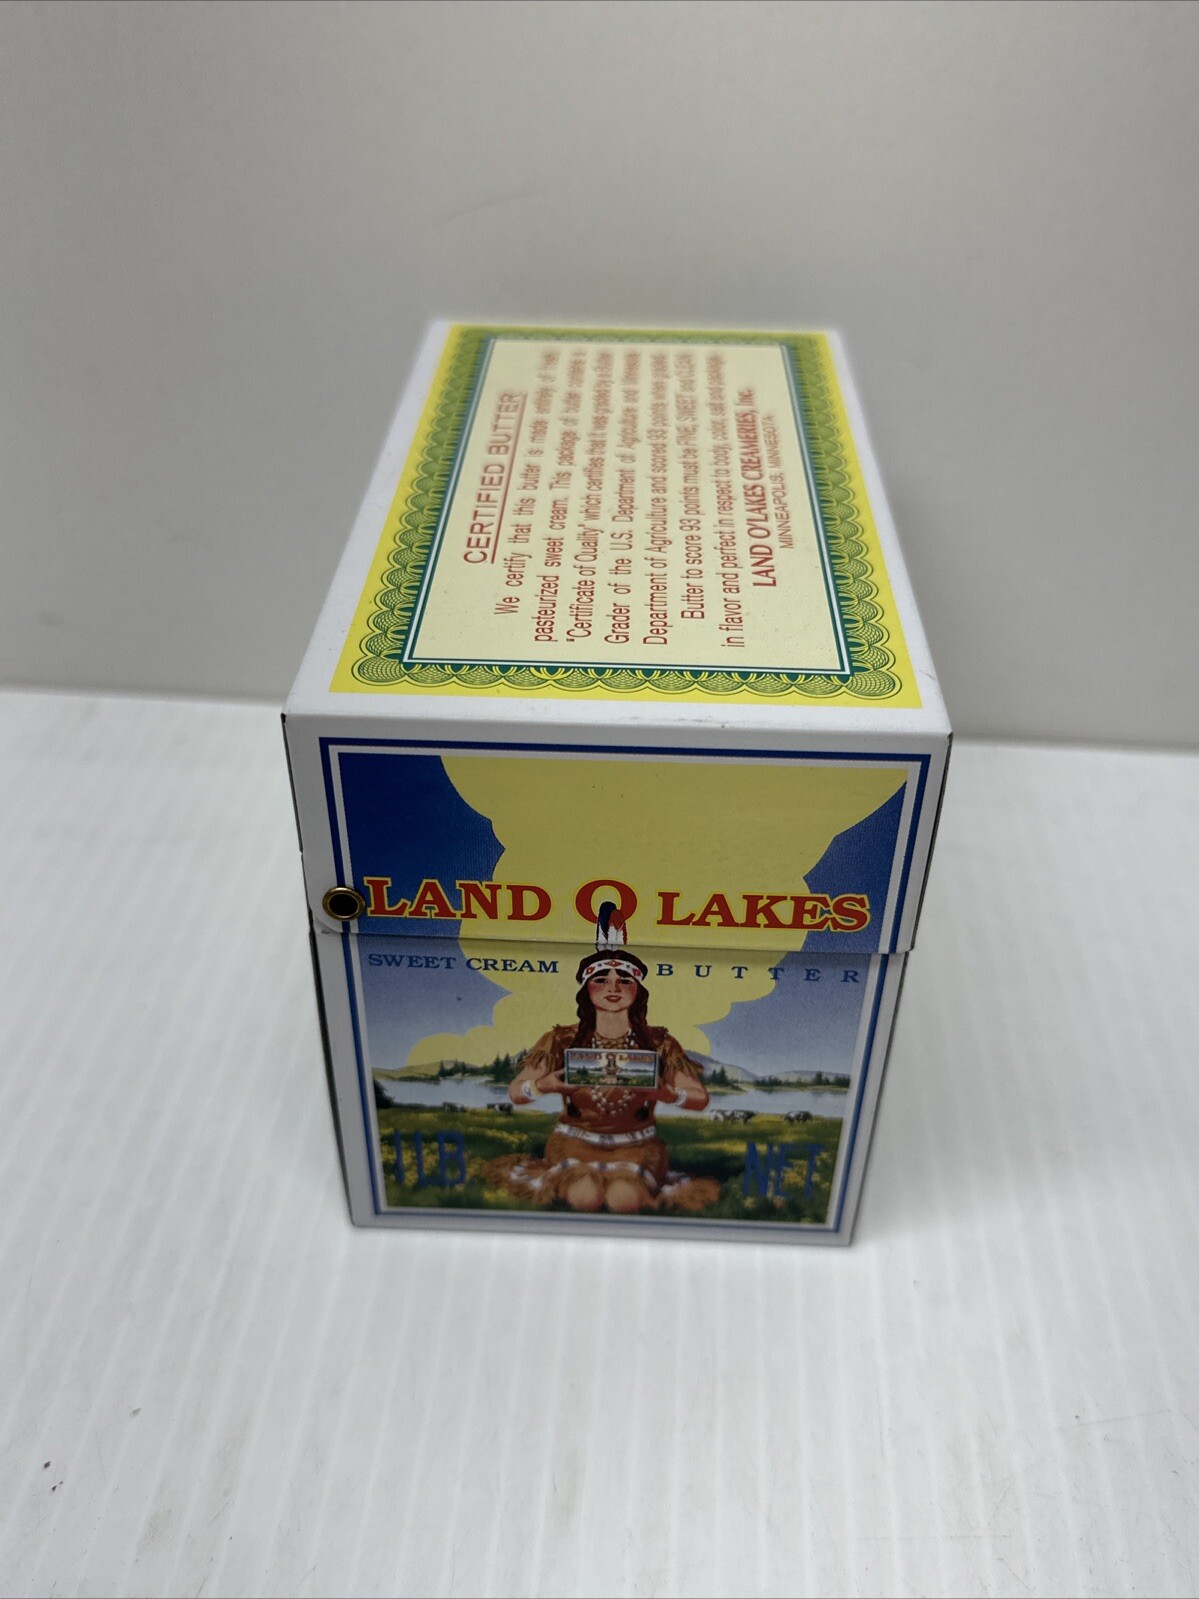 CERTIFIED BUTTER
We certify that this butter is made entirely of fresh
pasteurized sweet cream. This package of butter contains a
"Certificate of Quality" which certifies that it was graded by a Butter
Grader of the U.S. Department of Agriculture and Minnesota
Department of Agriculture and scored 93 points when graded.
Butter to score 93 points must be FINE, SWEET and CLEAN
in flavor and perfect in respect to body, color, salt and package.
LAND O'LAKES CREAMERIES, Inc.
MINNEAPOLIS, MINNESOTA
LAND O LAKES
SWEET CREAM BUTTER
LAND O LAKES
1LB NET